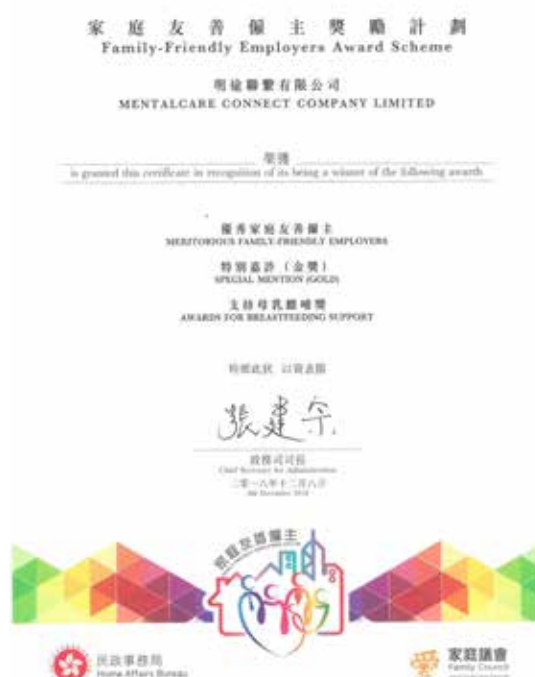 家庭友善僱主獎勵計劃
Family-Friendly Employers Award Scheme
明途聯繫有限公司
MENTALCARE CONNECT COMPANY LIMITED
榮獲
is granted this certificate in recognition of its being a winner of the following awards
優秀家庭友善僱主
MERITORIOUS FAMILY-FRIENDLY EMPLOYERS
特別嘉許（金獎）
SPECIAL MENTION (GOLD)
支持母乳餵哺獎
AWARDS FOR BREASTFEEDING SUPPORT
特頒此狀 以資表揚
張建宗
政務司司長
Chief Secretary for Administration
二零一八年十二月八日
8th December 2018
家庭友善僱主
民政事務局
Home Affairs Bureau
家庭議會
Family Council